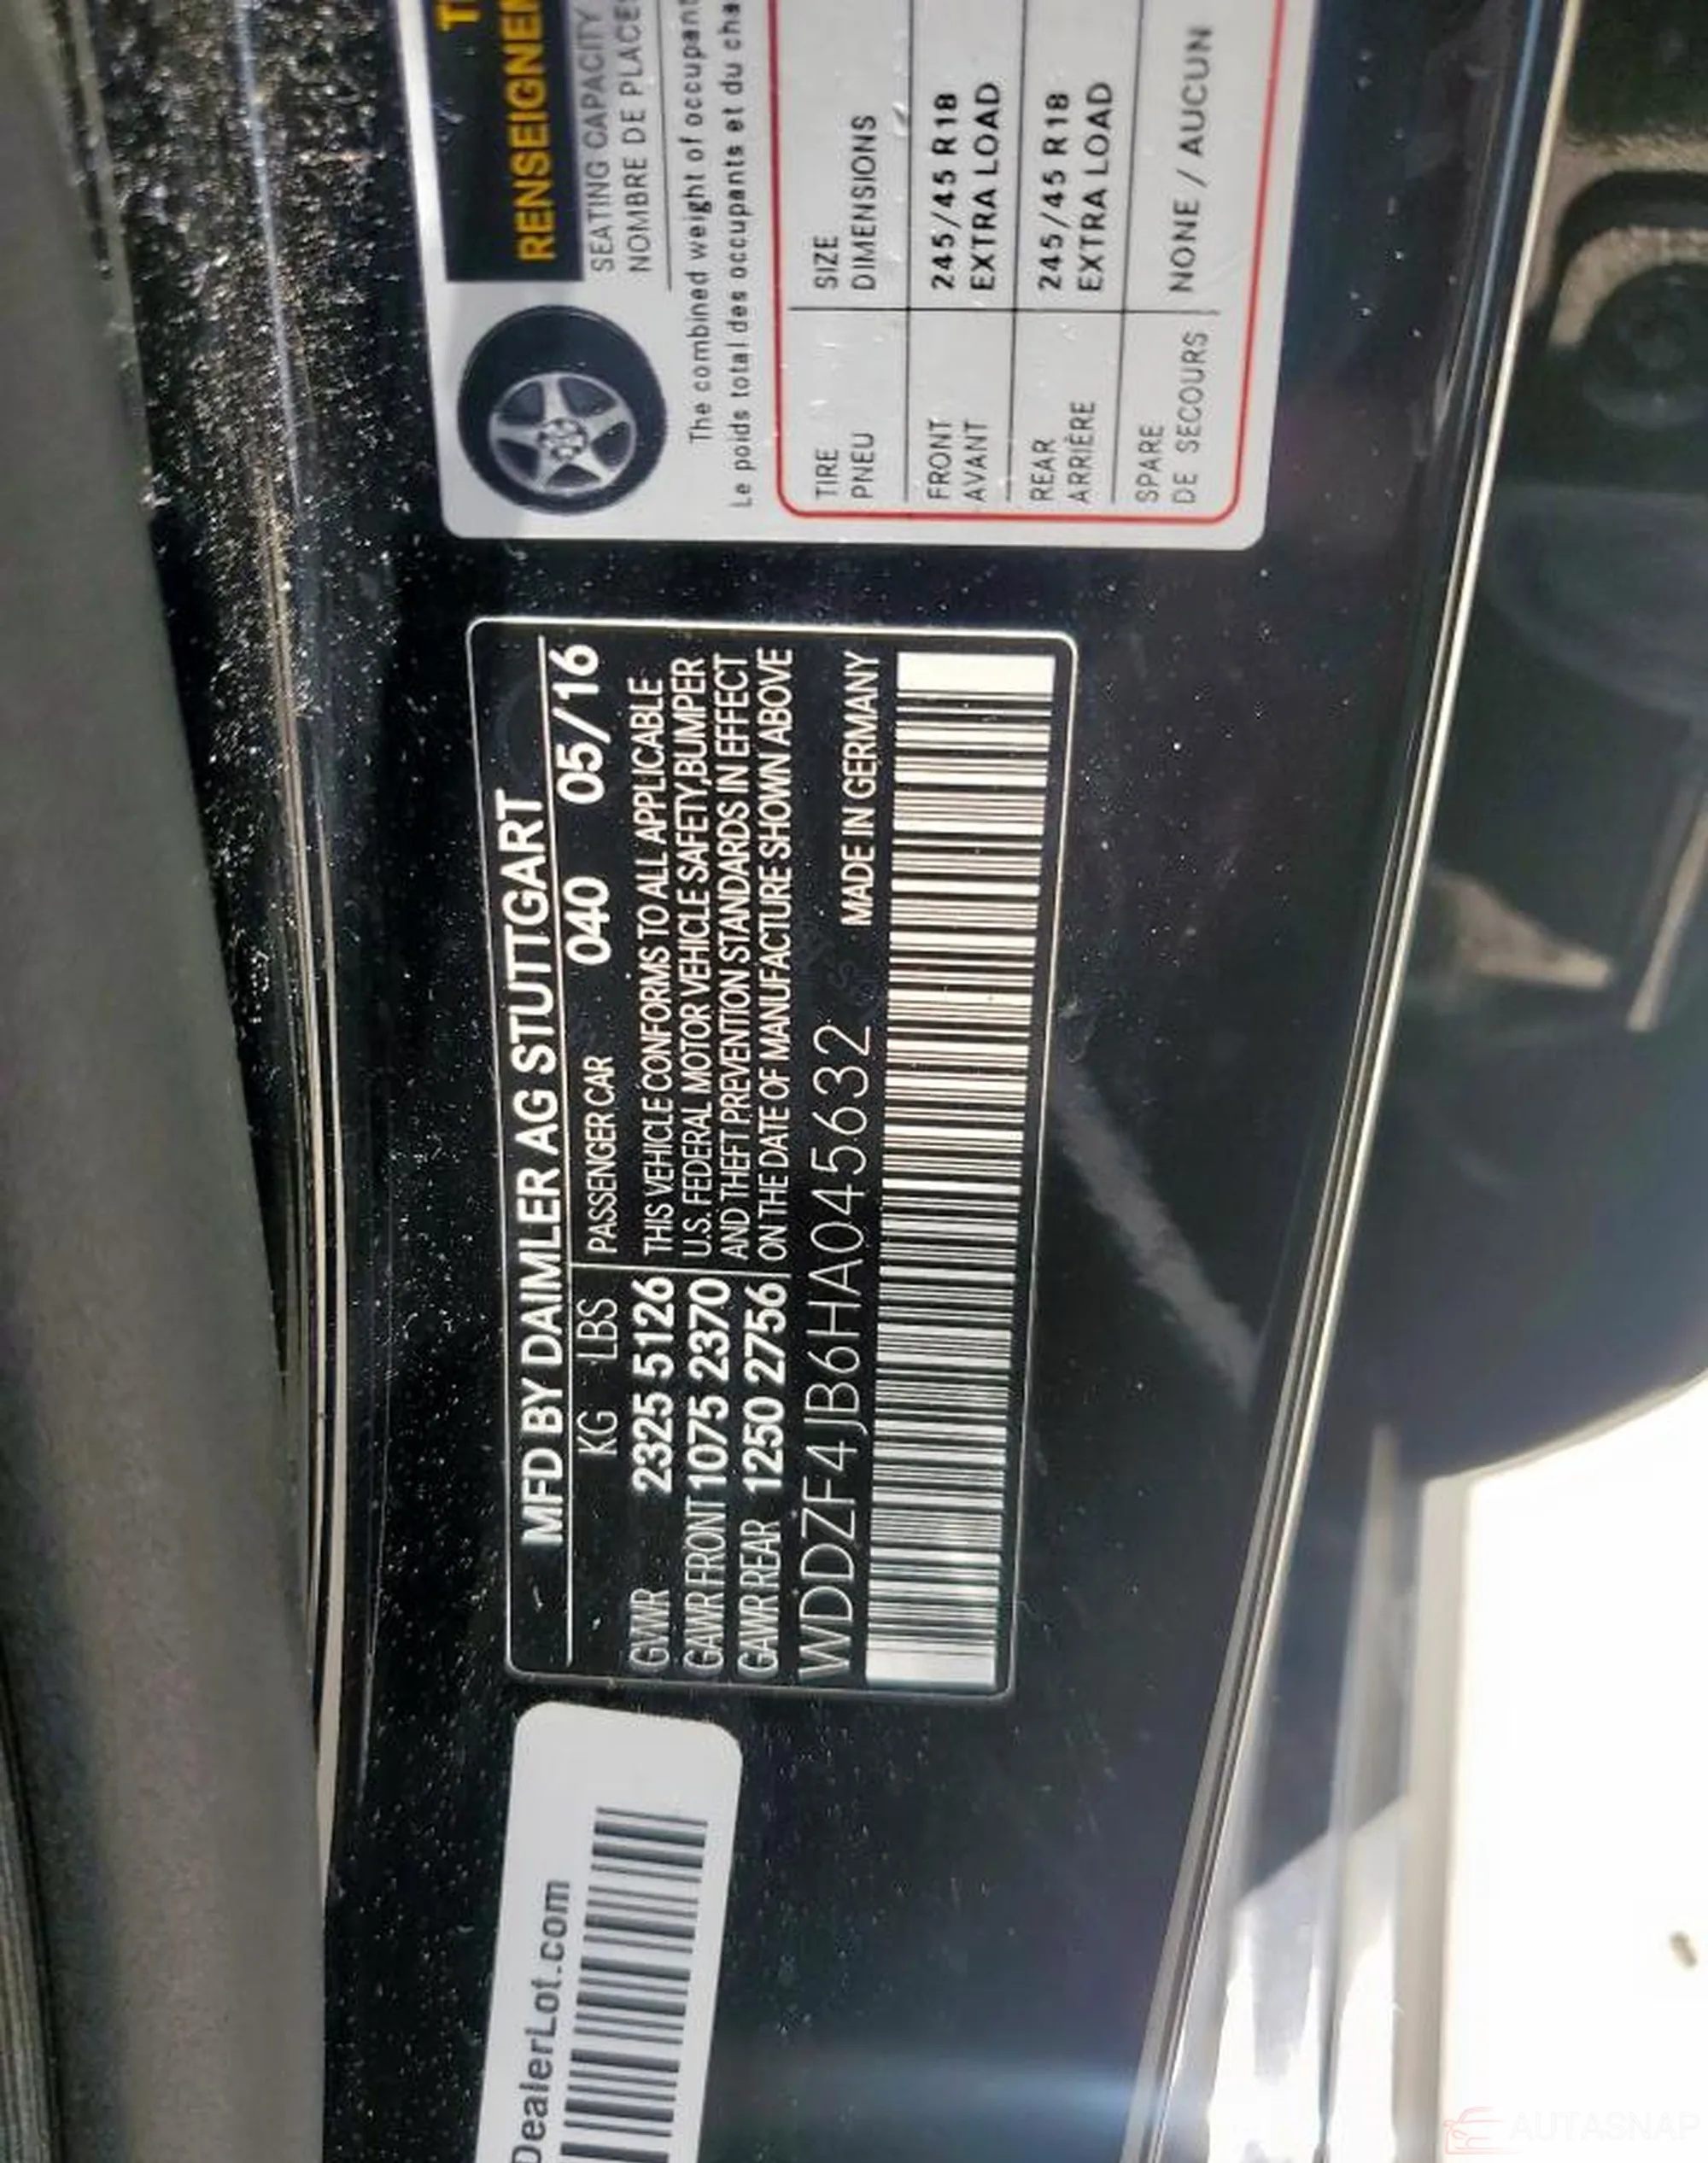 RENSEIGNE
SEATING CAPACITY
NOMBRE DE PLACES
The combined weight of occupant
Le poids total des occupants et du cha
TIRE SIZE
PNEU DIMENSIONS
FRONT 245/45 R18
AVANT EXTRA LOAD
REAR 245/45 R18
ARRIÈRE EXTRA LOAD
SPARE
DE SECOURS NONE / AUCUN
MFD BY DAIMLER AG STUTTGART
KG LBS PASSENGER CAR 040 05/16
GVWR 2325 5126 THIS VEHICLE CONFORMS TO ALL APPLICABLE
GAWR FRONT 1075 2370 U.S. FEDERAL MOTOR VEHICLE SAFETY,BUMPER
GAWR REAR 1250 2756 AND THEFT PREVENTION STANDARDS IN EFFECT
ON THE DATE OF MANUFACTURE SHOWN ABOVE
WDDZF4JB6HA045632 MADE IN GERMANY
DealerLot.com
AUTASNAP